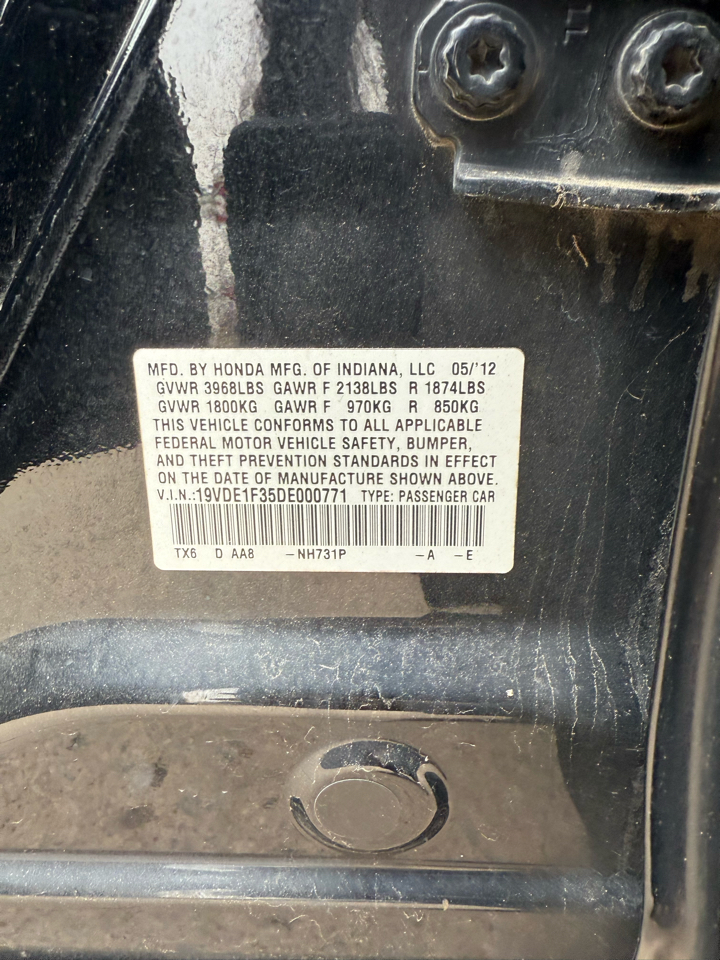 MFD. BY HONDA MFG. OF INDIANA, LLC 05/'12
GVWR 3968LBS GAWR F 2138LBS R 1874LBS
GVWR 1800KG GAWR F 970KG R 850KG
THIS VEHICLE CONFORMS TO ALL APPLICABLE
FEDERAL MOTOR VEHICLE SAFETY, BUMPER,
AND THEFT PREVENTION STANDARDS IN EFFECT
ON THE DATE OF MANUFACTURE SHOWN ABOVE.
V.I.N.:19VDE1F35DE000771 TYPE: PASSENGER CAR
TX6 D AA8 -NH731P -A -E